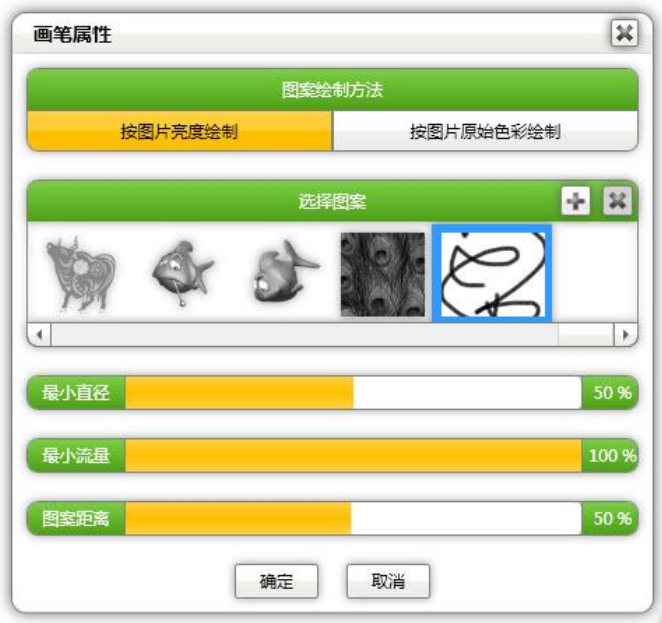 画笔属性
图案绘制方法
按图片亮度绘制 按图片原始色彩绘制
选择图案
最小直径 50 %
最小流量 100 %
图案距离 50 %
确定 取消